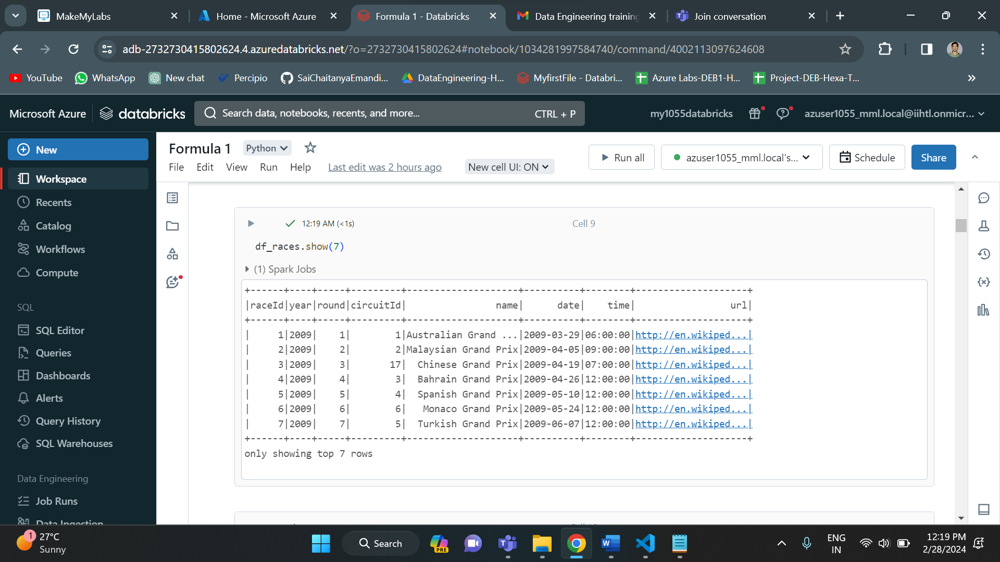 MakeMyLabs
Home - Microsoft Azure
Formula 1 - Databricks
Data Engineering training
Join conversation
adb-2732730415802624.4.azuredatabricks.net/?o=2732730415802624#notebook/1034281997584740/command/4002113097624608
YouTube
WhatsApp
New chat
Percipio
SaiChaitanyaEmandi...
DataEngineering-H...
MyfirstFile - Databri...
Azure Labs-DEB1-H...
Project-DEB-Hexa-T...
Microsoft Azure
databricks
Search data, notebooks, recents, and more...
CTRL + P
my1055databricks
azuser1055_mml.local@iihtl.onmicr...
New
Workspace
Recents
Catalog
Workflows
Compute
SQL
SQL Editor
Queries
Dashboards
Alerts
Query History
SQL Warehouses
Data Engineering
Job Runs
Data Ingestion
Formula 1
Python
File Edit View Run Help
Last edit was 2 hours ago
New cell UI: ON
Run all
azuser1055_mml.local's...
Schedule
Share
12:19 AM (<1s)
Cell 9
df_races.show(7)
(1) Spark Jobs
+------+----+-----+---------+--------------------+----------+--------+--------------------+
|raceId|year|round|circuitId|                name|      date|    time|                 url|
+------+----+-----+---------+--------------------+----------+--------+--------------------+
|     1|2009|    1|        1|Australian Grand ...|2009-03-29|06:00:00|http://en.wikiped...|
|     2|2009|    2|        2|Malaysian Grand Prix|2009-04-05|09:00:00|http://en.wikiped...|
|     3|2009|    3|       17|  Chinese Grand Prix|2009-04-19|07:00:00|http://en.wikiped...|
|     4|2009|    4|        3|  Bahrain Grand Prix|2009-04-26|12:00:00|http://en.wikiped...|
|     5|2009|    5|        4|  Spanish Grand Prix|2009-05-10|12:00:00|http://en.wikiped...|
|     6|2009|    6|        6|   Monaco Grand Prix|2009-05-24|12:00:00|http://en.wikiped...|
|     7|2009|    7|        5|  Turkish Grand Prix|2009-06-07|12:00:00|http://en.wikiped...|
+------+----+-----+---------+--------------------+----------+--------+--------------------+
only showing top 7 rows
1
27°C
Sunny
Search
PRE
ENG
IN
12:19 PM
2/28/2024